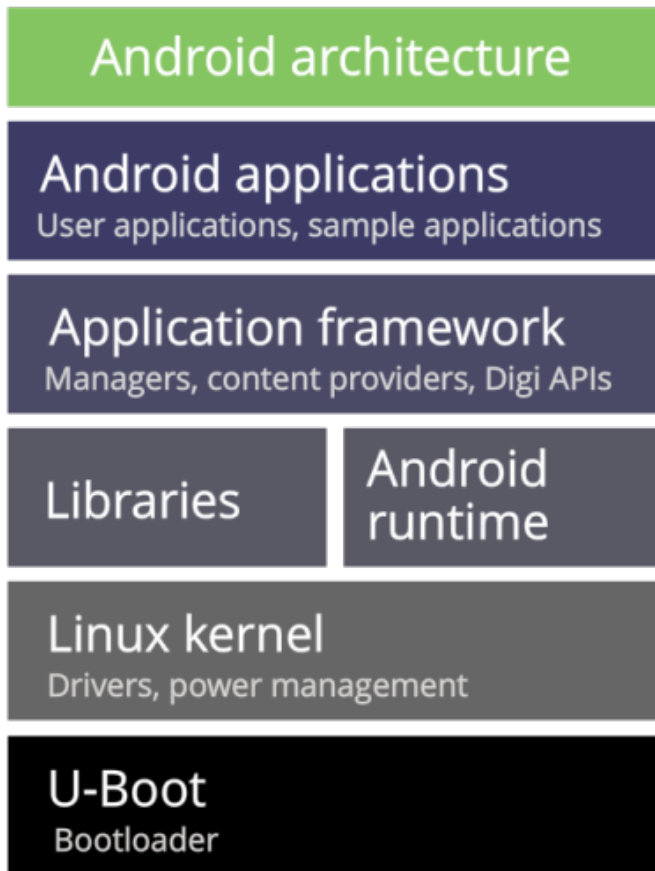 Android architecture
Android applications
User applications, sample applications
Application framework
Managers, content providers, Digi APIs
Libraries
Android
runtime
Linux kernel
Drivers, power management
U-Boot
Bootloader